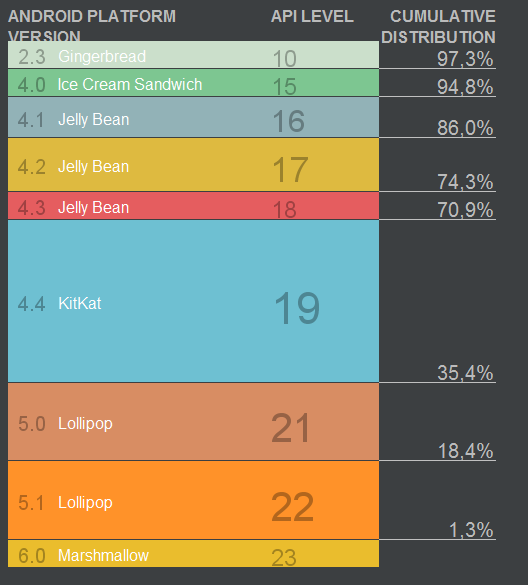 ANDROID PLATFORM VERSION API LEVEL CUMULATIVE DISTRIBUTION
2.3 Gingerbread 10 97,3%
4.0 Ice Cream Sandwich 15 94,8%
4.1 Jelly Bean 16 86,0%
4.2 Jelly Bean 17 74,3%
4.3 Jelly Bean 18 70,9%
4.4 KitKat 19 35,4%
5.0 Lollipop 21 18,4%
5.1 Lollipop 22 1,3%
6.0 Marshmallow 23